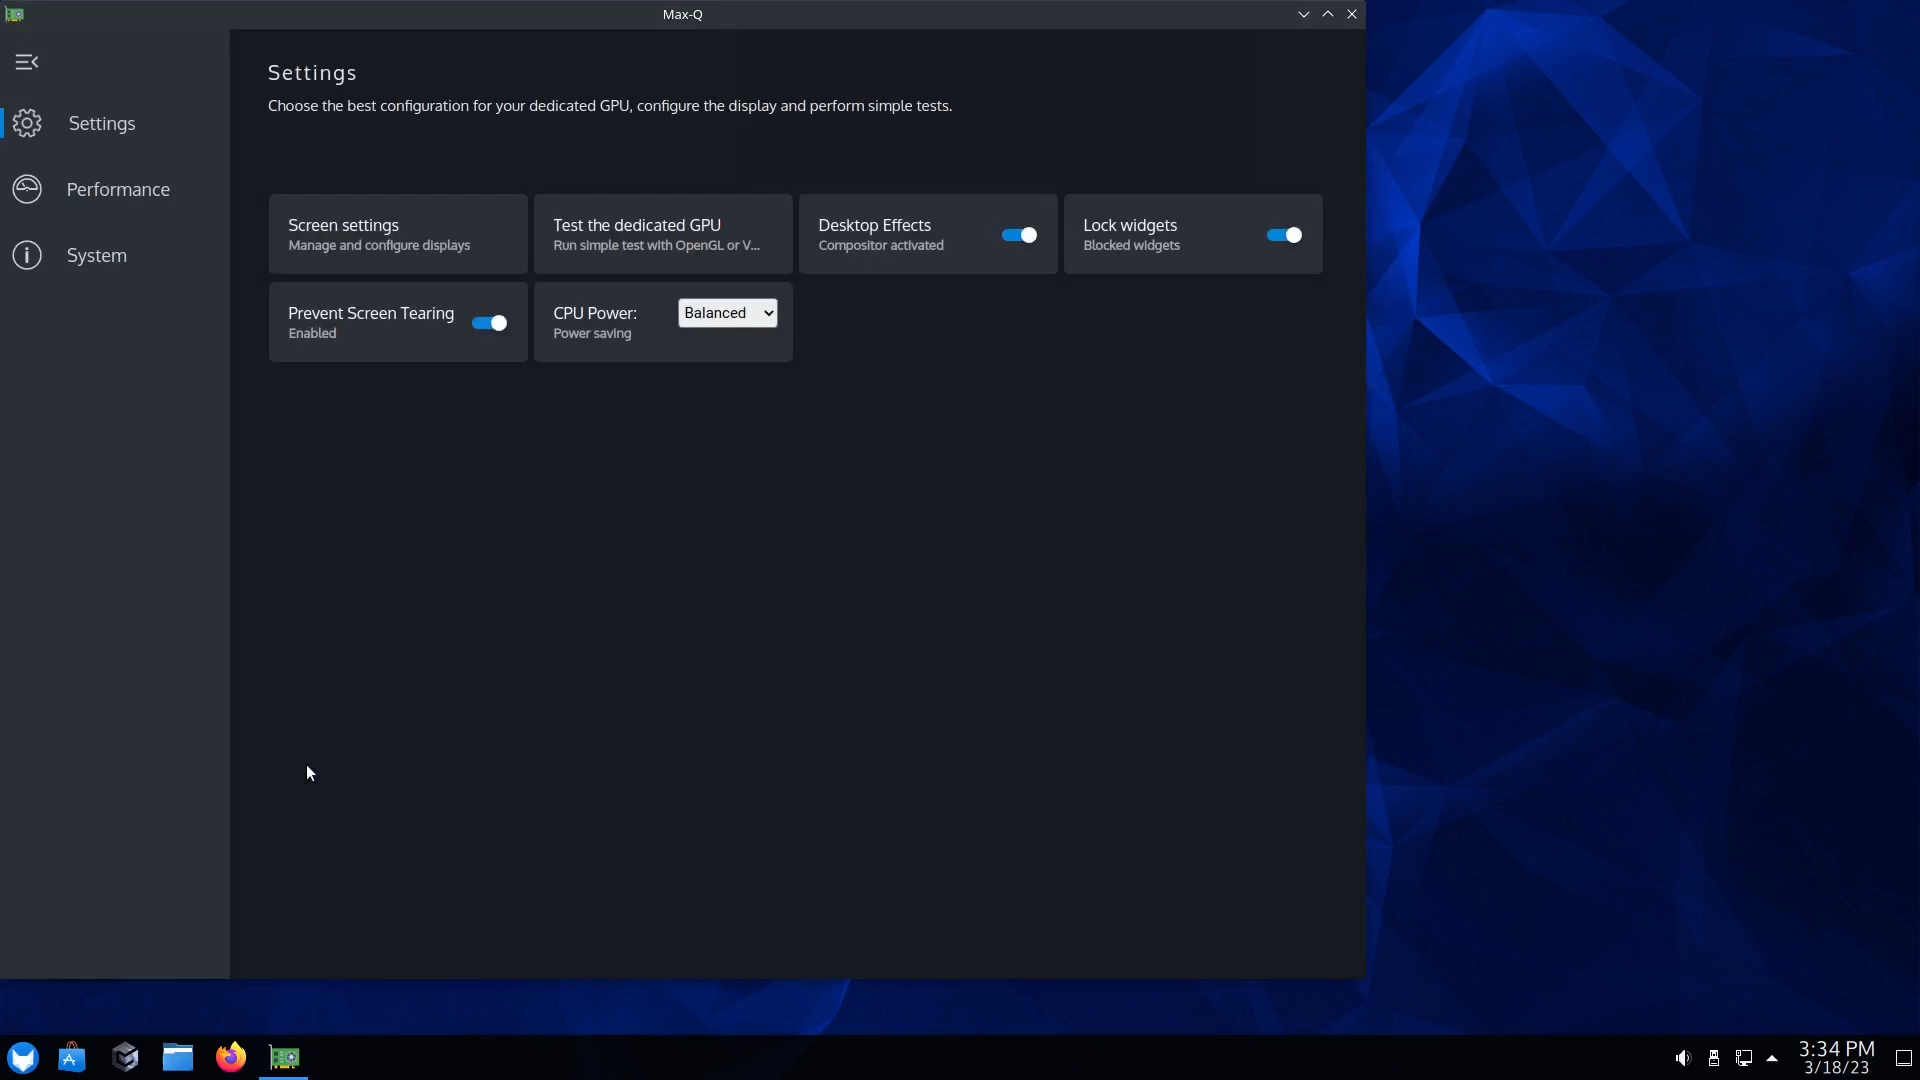 Max-Q
Settings
Choose the best configuration for your dedicated GPU, configure the display and perform simple tests.
Settings
Performance
System
Screen settings
Manage and configure displays
Test the dedicated GPU
Run simple test with OpenGL or V...
Desktop Effects
Compositor activated
Lock widgets
Blocked widgets
Prevent Screen Tearing
Enabled
CPU Power:
Balanced
Power saving
3:34 PM
3/18/23